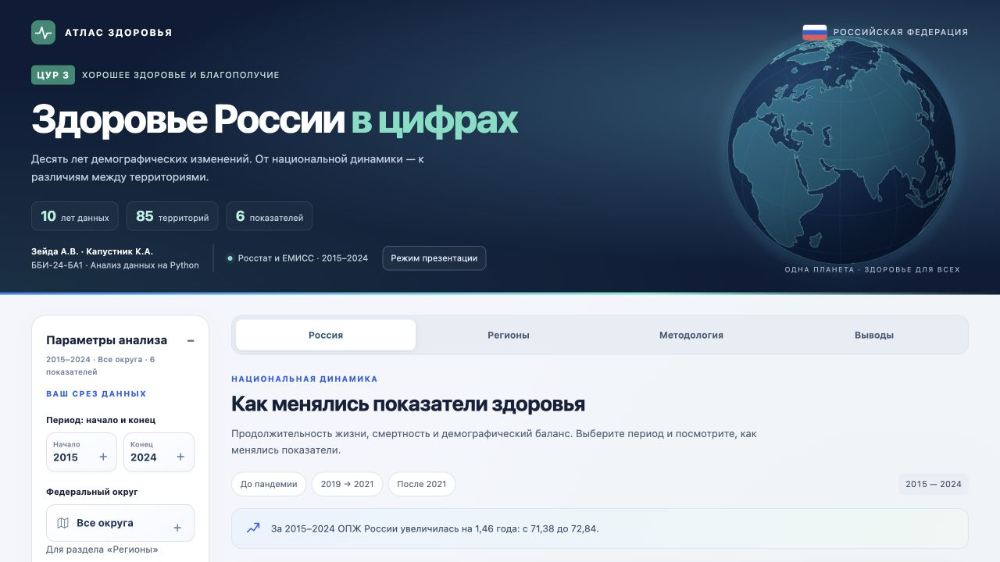 АТЛАС ЗДОРОВЬЯ
РОССИЙСКАЯ ФЕДЕРАЦИЯ
ЦУР 3 ХОРОШЕЕ ЗДОРОВЬЕ И БЛАГОПОЛУЧИЕ
Здоровье России в цифрах
Десять лет демографических изменений. От национальной динамики — к
различиям между территориями.
10 лет данных
85 территорий
6 показателей
Зейда А.В. · Капустник К.А.
ББИ-24-БА1 · Анализ данных на Python
Росстат и ЕМИСС · 2015–2024
Режим презентации
ОДНА ПЛАНЕТА · ЗДОРОВЬЕ ДЛЯ ВСЕХ
Параметры анализа −
2015–2024 · Все округа · 6
показателей
ВАШ СРЕЗ ДАННЫХ
Период: начало и конец
Начало
2015 +
Конец
2024 +
Федеральный округ
Все округа +
Для раздела «Регионы»
Россия
Регионы
Методология
Выводы
НАЦИОНАЛЬНАЯ ДИНАМИКА
Как менялись показатели здоровья
Продолжительность жизни, смертность и демографический баланс. Выберите период и посмотрите, как
менялись показатели.
До пандемии
2019 → 2021
После 2021
2015 — 2024
За 2015–2024 ОПЖ России увеличилась на 1,46 года: с 71,38 до 72,84.